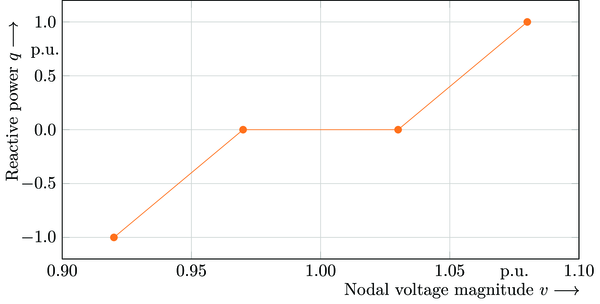 1.0
p.u.
0.5
0.0
−0.5
−1.0
Reactive power q ⟶
0.90 0.95 1.00 1.05 p.u. 1.10
Nodal voltage magnitude v ⟶